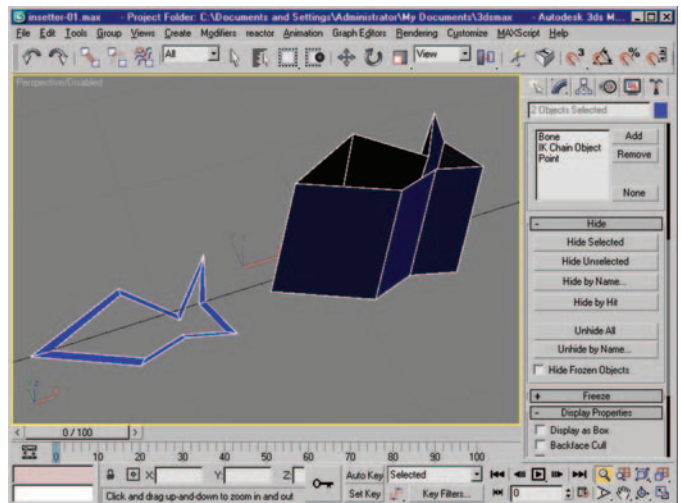 insetter-01.max - Project Folder: C:\Documents and Settings\Administrator\My Documents\3dsmax - Autodesk 3ds M...
File Edit Tools Group Views Create Modifiers reactor Animation Graph Editors Rendering Customize MAXScript Help
All View
Perspective/Disabled
2 Objects Selected
Bone
IK Chain Object
Point
Add
Remove
None
- Hide
Hide Selected
Hide Unselected
Hide by Name...
Hide by Hit
Unhide All
Unhide by Name...
Hide Frozen Objects
+ Freeze
- Display Properties
Display as Box
Backface Cull
< 0 / 100 >
0 10 20 30 40 50 60 70 80 90 100
X: Y: Z: Auto Key Selected
Click and drag up-and-down to zoom in and out Set Key Key Filters... 0